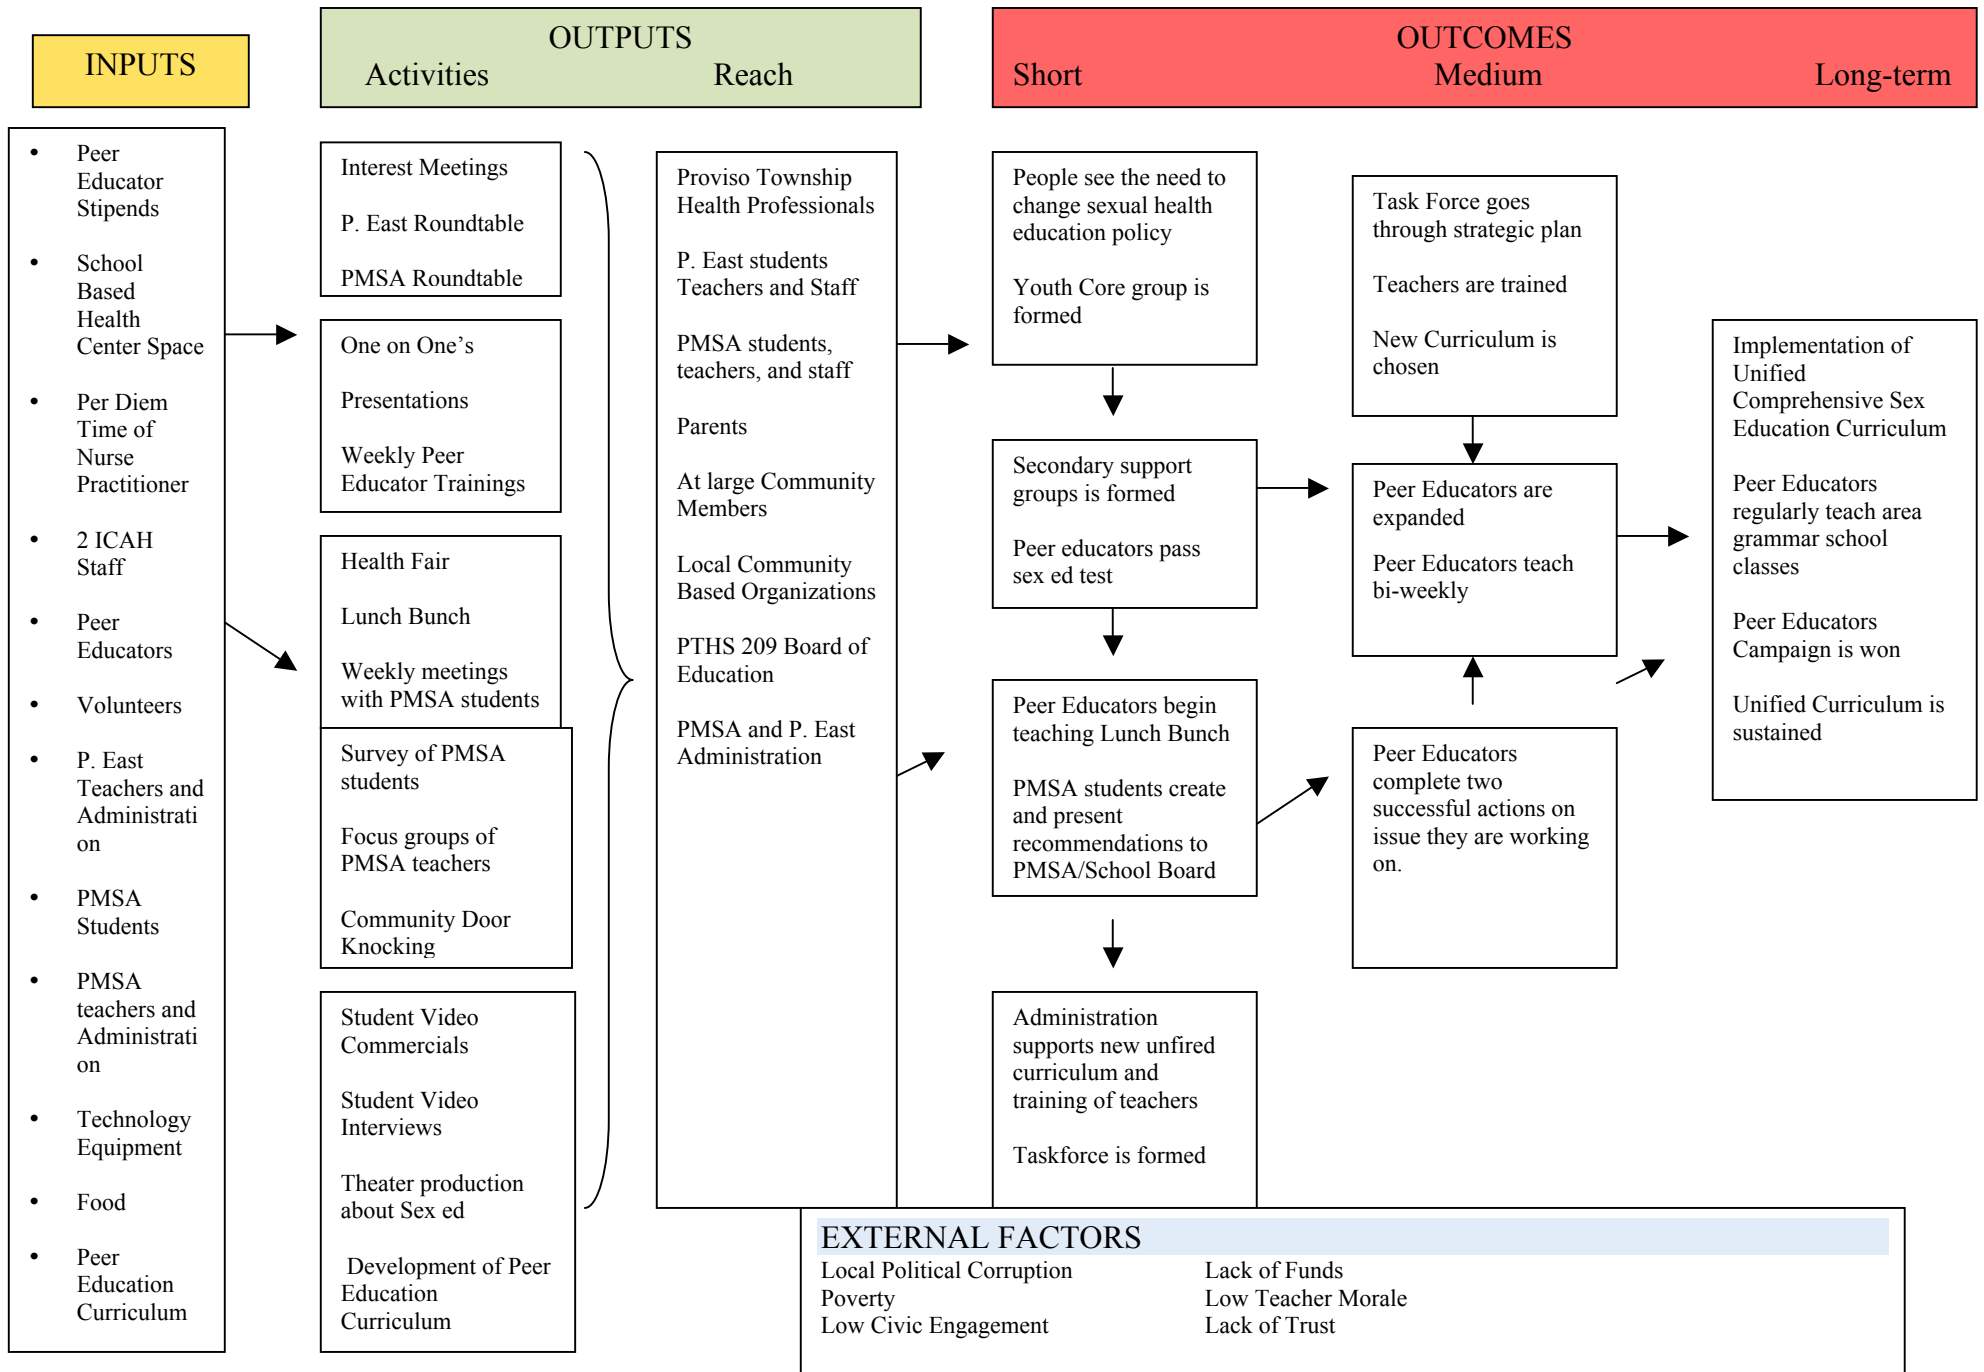 INPUTS
OUTPUTS
Activities Reach
OUTCOMES
Short Medium Long-term
• Peer
Educator
Stipends
• School
Based
Health
Center Space
• Per Diem
Time of
Nurse
Practitioner
• 2 ICAH
Staff
• Peer
Educators
• Volunteers
• P. East
Teachers and
Administrati
on
• PMSA
Students
• PMSA
teachers and
Administrati
on
• Technology
Equipment
• Food
• Peer
Education
Curriculum
Interest Meetings
P. East Roundtable
PMSA Roundtable
One on One's
Presentations
Weekly Peer
Educator Trainings
Health Fair
Lunch Bunch
Weekly meetings
with PMSA students
Survey of PMSA
students
Focus groups of
PMSA teachers
Community Door
Knocking
Student Video
Commercials
Student Video
Interviews
Theater production
about Sex ed
Development of Peer
Education
Curriculum
Proviso Township
Health Professionals
P. East students
Teachers and Staff
PMSA students,
teachers, and staff
Parents
At large Community
Members
Local Community
Based Organizations
PTHS 209 Board of
Education
PMSA and P. East
Administration
People see the need to
change sexual health
education policy
Youth Core group is
formed
Secondary support
groups is formed
Peer educators pass
sex ed test
Peer Educators begin
teaching Lunch Bunch
PMSA students create
and present
recommendations to
PMSA/School Board
Administration
supports new unfired
curriculum and
training of teachers
Taskforce is formed
Task Force goes
through strategic plan
Teachers are trained
New Curriculum is
chosen
Peer Educators are
expanded
Peer Educators teach
bi-weekly
Peer Educators
complete two
successful actions on
issue they are working
on.
Implementation of
Unified
Comprehensive Sex
Education Curriculum
Peer Educators
regularly teach area
grammar school
classes
Peer Educators
Campaign is won
Unified Curriculum is
sustained
EXTERNAL FACTORS
Local Political Corruption Lack of Funds
Poverty Low Teacher Morale
Low Civic Engagement Lack of Trust